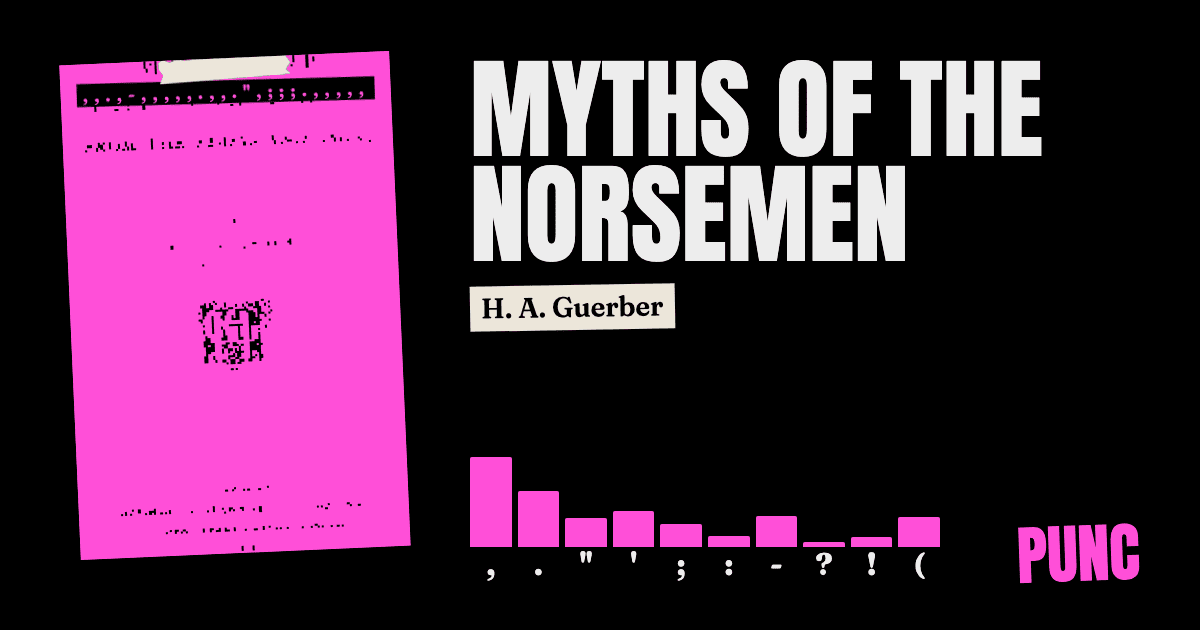 ,,.,-,,,,,.,,.",;;;.,,,,,,
MYTHS OF THE
NORSEMEN
H. A. Guerber
, . " ' ; : - ? ! (
PUNC